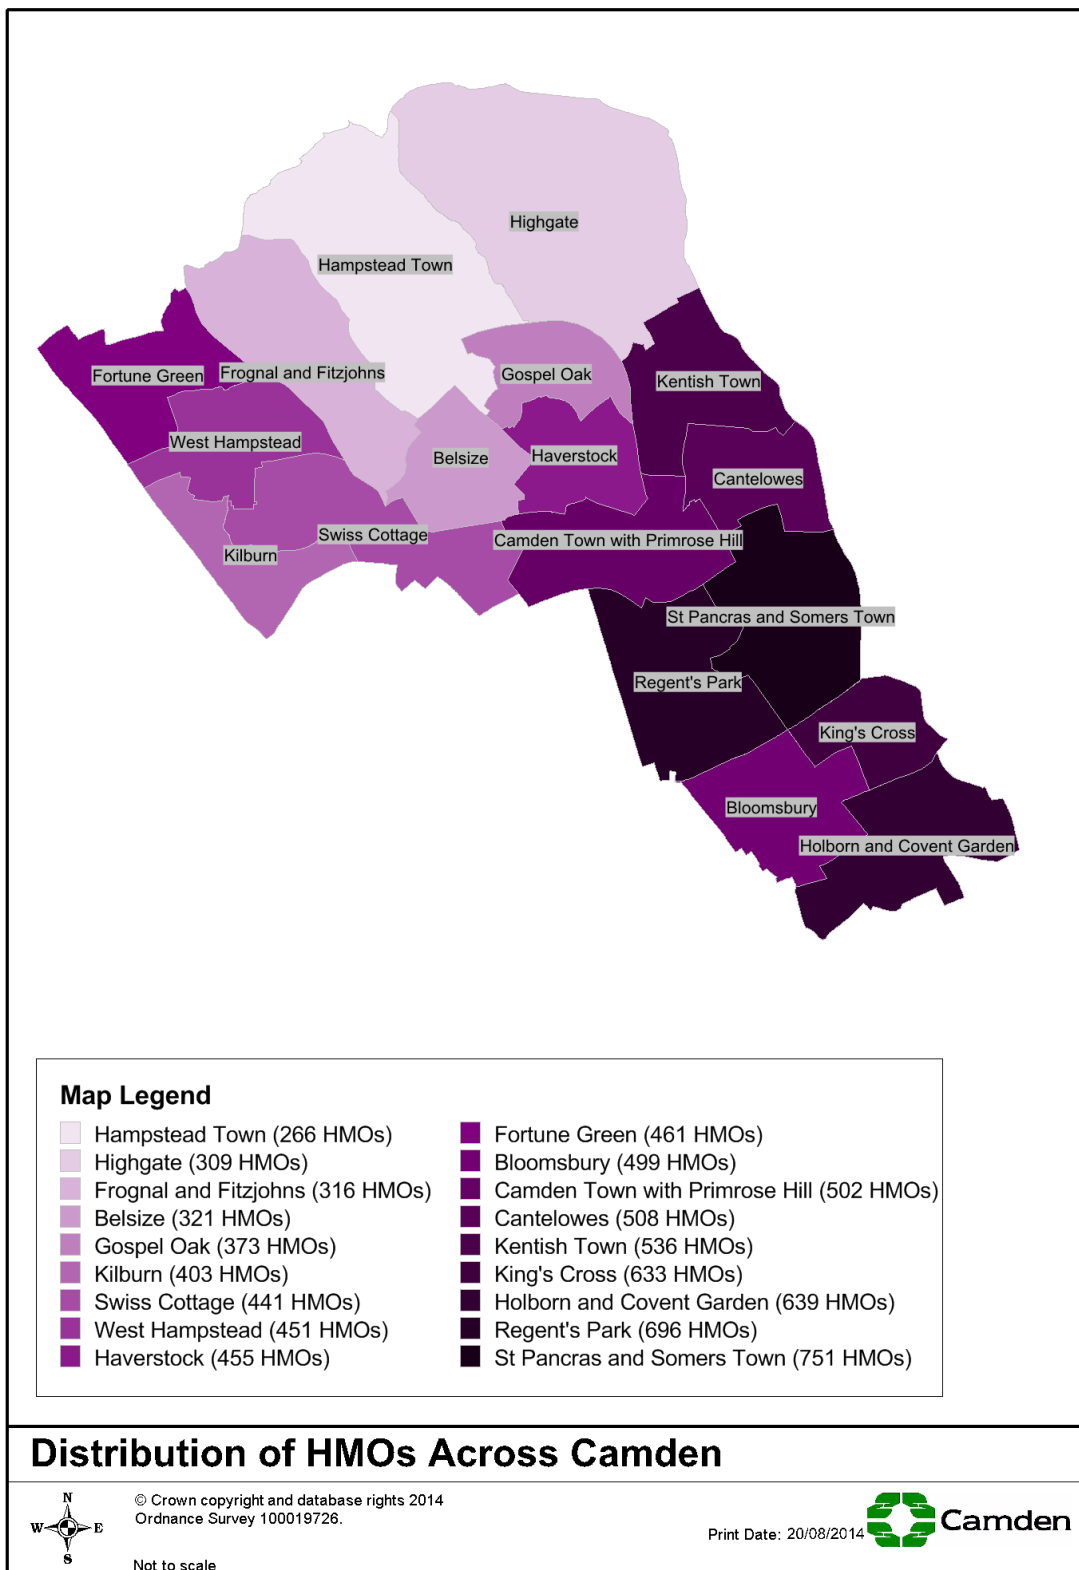 Highgate
Hampstead Town
Frognal and Fitzjohns
Fortune Green
Gospel Oak
Kentish Town
West Hampstead
Belsize
Haverstock
Cantelowes
Swiss Cottage
Camden Town with Primrose Hill
Kilburn
St Pancras and Somers Town
Regent's Park
King's Cross
Bloomsbury
Holborn and Covent Garden
Map Legend
Hampstead Town (266 HMOs)
Highgate (309 HMOs)
Frognal and Fitzjohns (316 HMOs)
Belsize (321 HMOs)
Gospel Oak (373 HMOs)
Kilburn (403 HMOs)
Swiss Cottage (441 HMOs)
West Hampstead (451 HMOs)
Haverstock (455 HMOs)
Fortune Green (461 HMOs)
Bloomsbury (499 HMOs)
Camden Town with Primrose Hill (502 HMOs)
Cantelowes (508 HMOs)
Kentish Town (536 HMOs)
King's Cross (633 HMOs)
Holborn and Covent Garden (639 HMOs)
Regent's Park (696 HMOs)
St Pancras and Somers Town (751 HMOs)
Distribution of HMOs Across Camden
N
W E
S
© Crown copyright and database rights 2014
Ordnance Survey 100019726.
Not to scale
Print Date: 20/08/2014
Camden